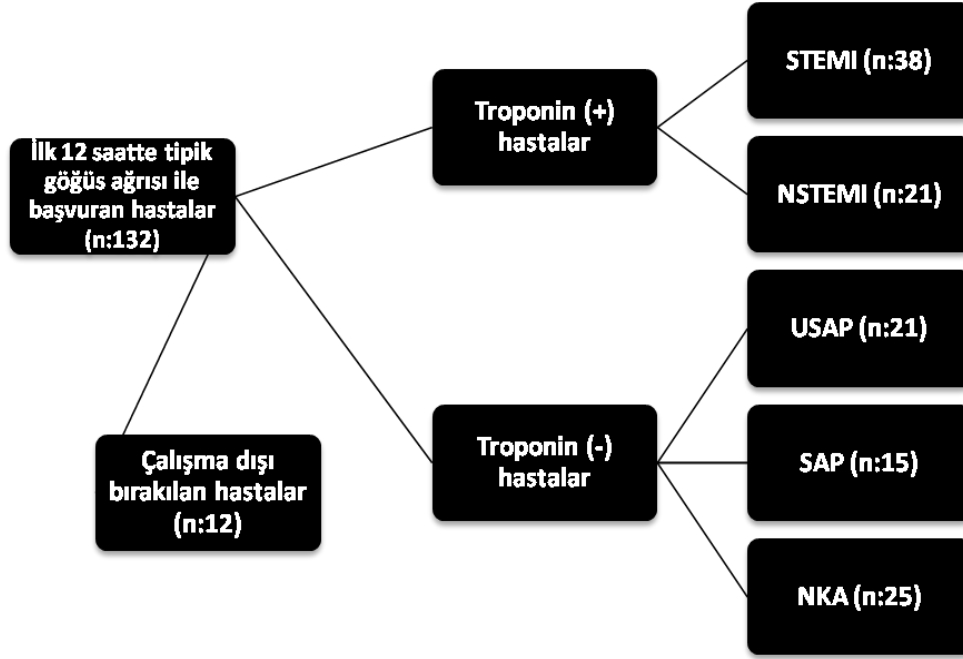 İlk 12 saatte tipik
göğüs ağrısı ile
başvuran hastalar
(n:132)
Çalışma dışı
bırakılan hastalar
(n:12)
Troponin (+)
hastalar
Troponin (-)
hastalar
STEMI (n:38)
NSTEMI (n:21)
USAP (n:21)
SAP (n:15)
NKA (n:25)